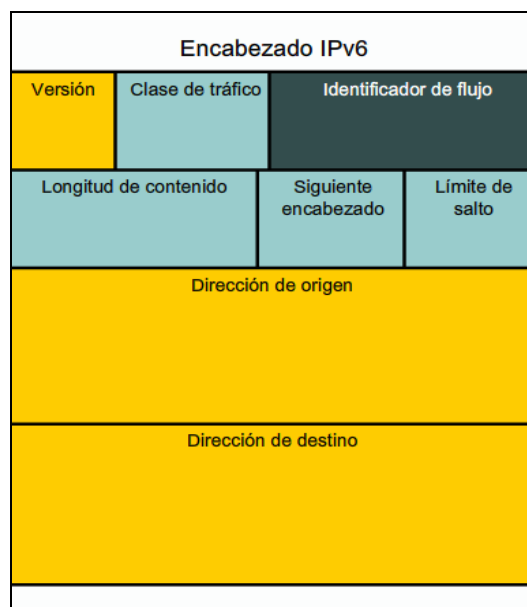 Encabezado IPv6
Versión
Clase de tráfico
Identificador de flujo
Longitud de contenido
Siguiente
encabezado
Límite de
salto
Dirección de origen
Dirección de destino